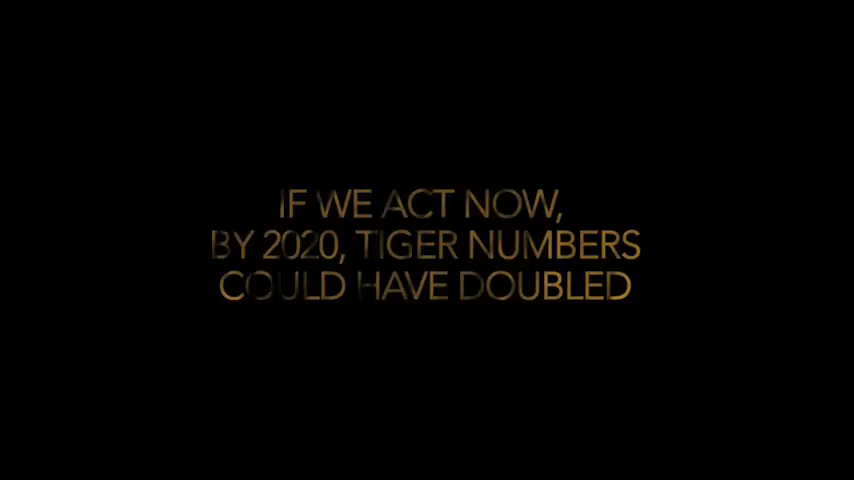 IF WE ACT NOW,
BY 2020, TIGER NUMBERS
COULD HAVE DOUBLED